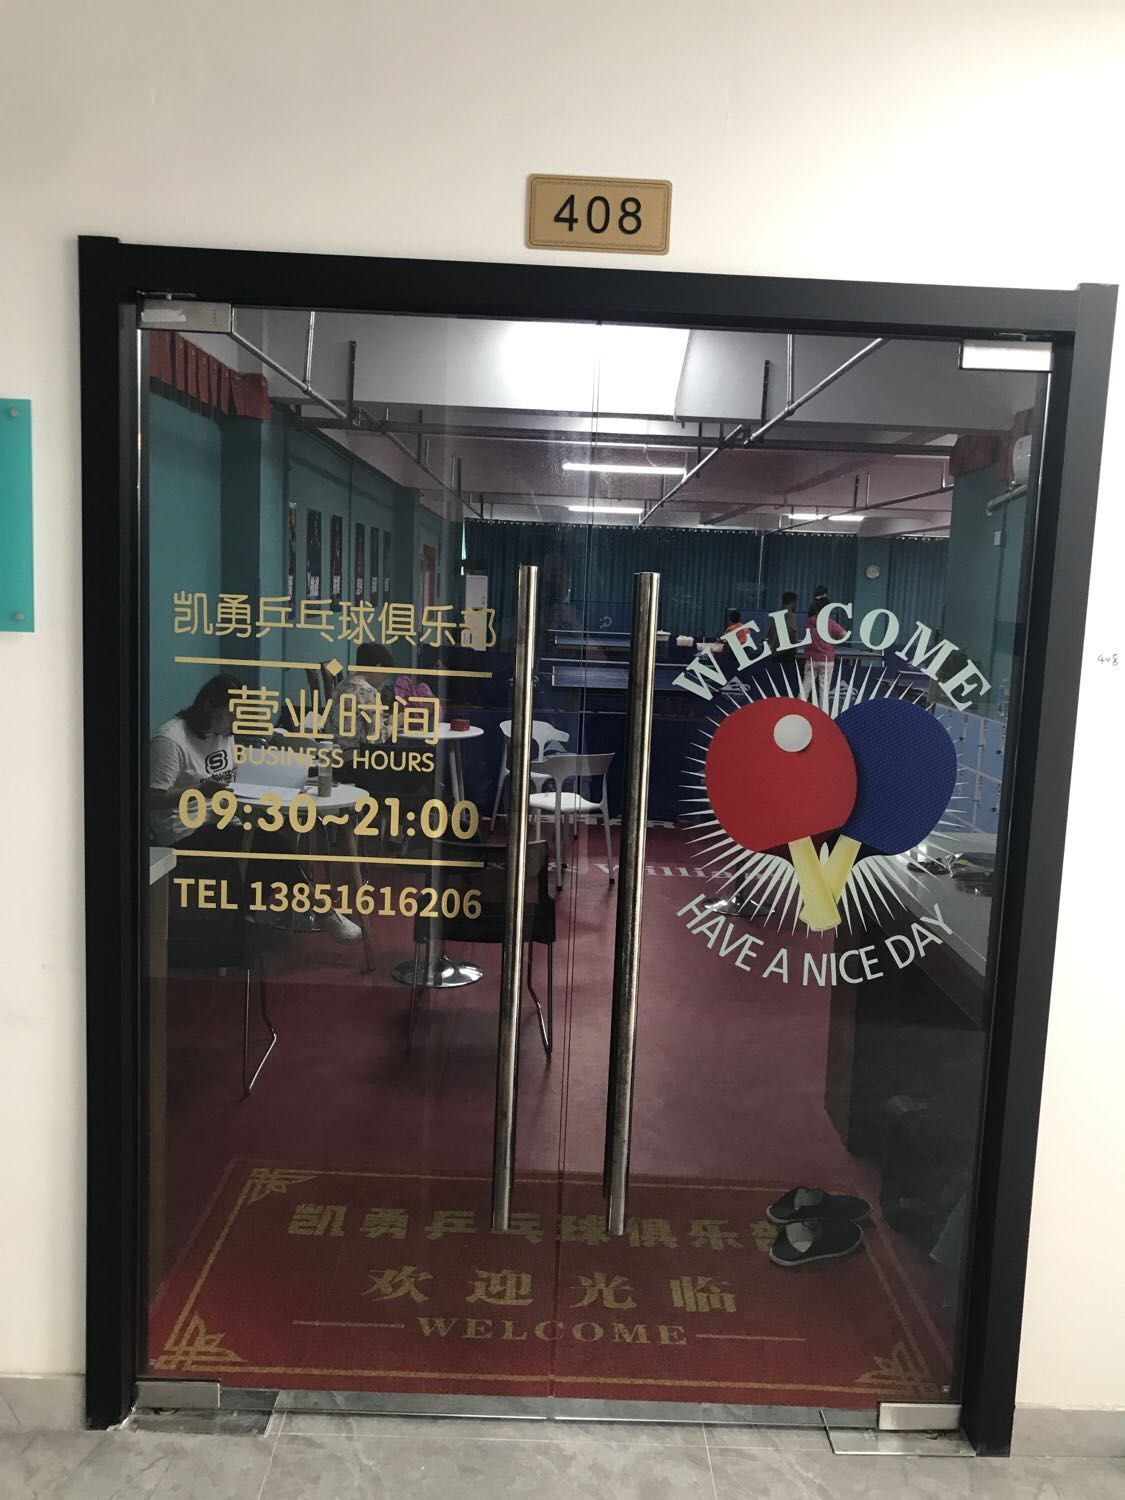 408
凯勇乒乓球俱乐部
营业时间
BUSINESS HOURS
09:30~21:00
TEL 13851616206
WELCOME
HAVE A NICE DAY
408
凯勇乒乓球俱乐部
欢迎光临
WELCOME